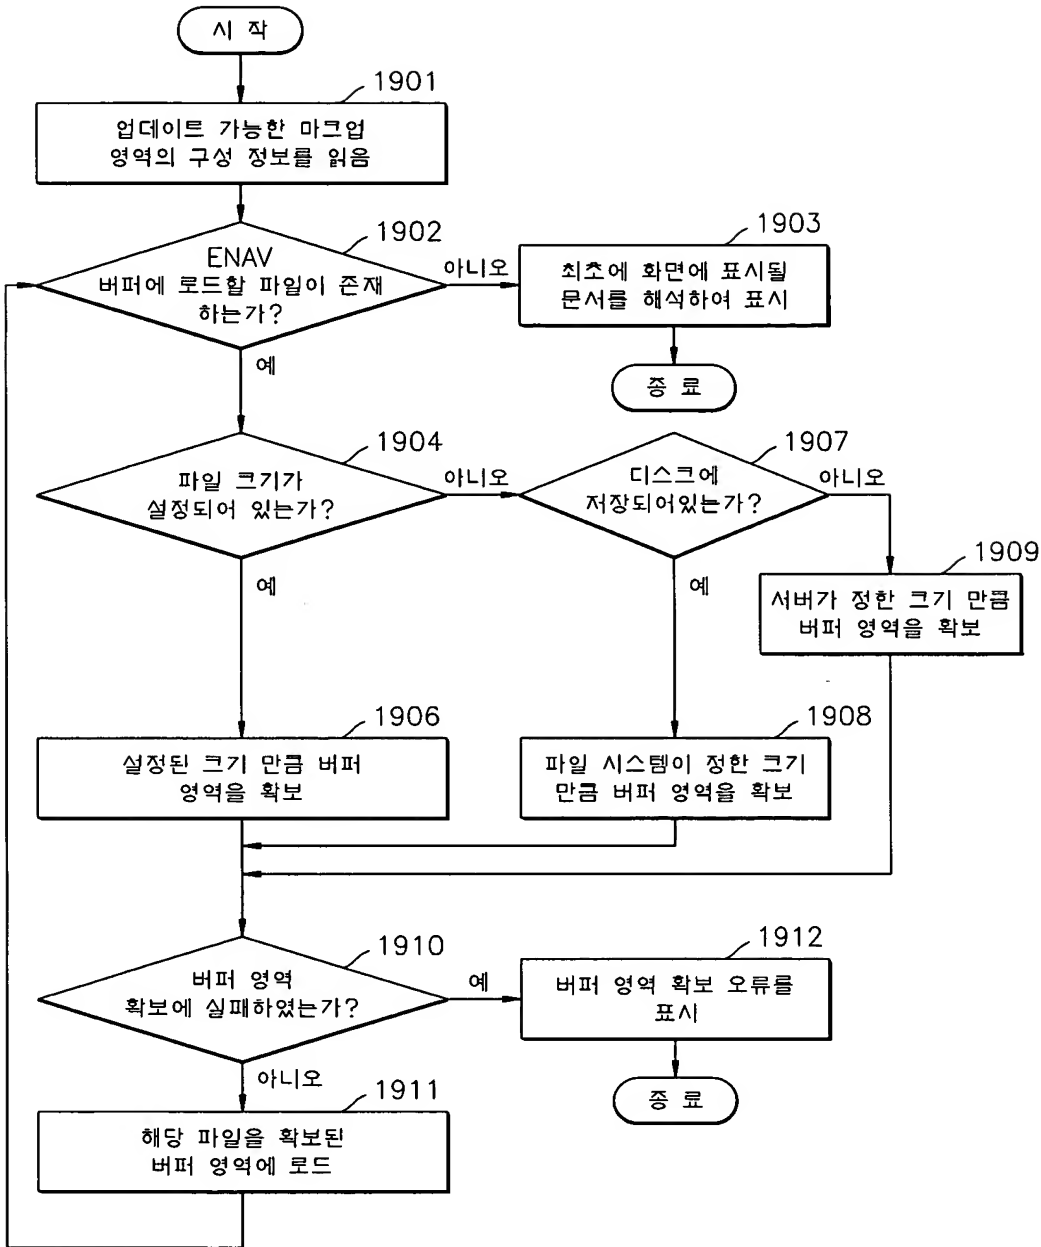 시 작
1901
업데이트 가능한 마크업
영역의 구성 정보를 읽음
1902
ENAV
버퍼에 로드할 파일이 존재
하는가?
아니오
1903
최초에 화면에 표시될
문서를 해석하여 표시
예
종 료
1904
파일 크기가
설정되어 있는가?
아니오
1907
디스크에
저장되어있는가?
아니오
예
예
1909
서버가 정한 크기 만큼
버퍼 영역을 확보
1906
설정된 크기 만큼 버퍼
영역을 확보
1908
파일 시스템이 정한 크기
만큼 버퍼 영역을 확보
1910
버퍼 영역
확보에 실패하였는가?
예
1912
버퍼 영역 확보 오류를
표시
아니오
종 료
1911
해당 파일을 확보된
버퍼 영역에 로드